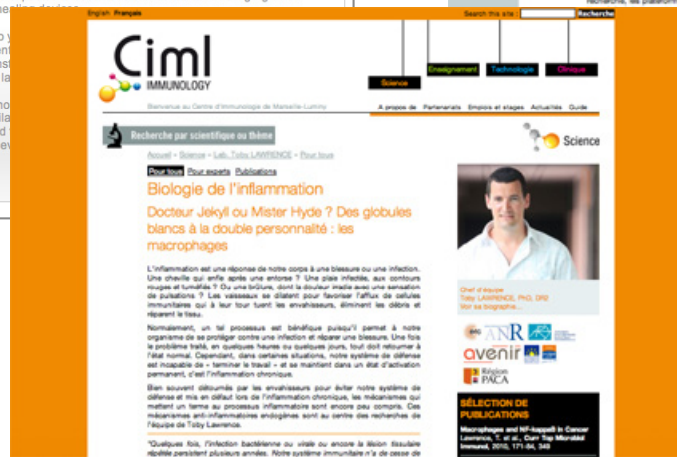 English Français
Search this site : Recherche
Ciml
IMMUNOLOGY
Science
Enseignement
Technologie
Clinique
Bienvenue au Centre d'Immunologie de Marseille-Luminy
A propos de Partenariats Emplois et stages Actualités Guide
Recherche par scientifique ou thème
Science
Accueil » Science » Lab. Toby LAWRENCE » Pour tous
Pour tous Pour experts Publications
Biologie de l'inflammation
Docteur Jekyll ou Mister Hyde ? Des globules
blancs à la double personnalité : les
macrophages
L'inflammation est une réponse de notre corps à une blessure ou une infection.
Une cheville qui enfle après une entorse ? Une plaie infectée, aux contours
rouges et tuméfiés ? Ou une brûlure, dont la douleur irradie avec une sensation
de pulsations ? Les vaisseaux se dilatent pour favoriser l'afflux de cellules
immunitaires qui à leur tour tuent les envahisseurs, éliminent les débris et
réparent le tissu.
Normalement, un tel processus est bénéfique puisqu'il permet à notre
organisme de se protéger contre une infection et réparer une blessure. Une fois
le problème traité, en quelques heures ou quelques jours, tout doit retourner à
l'état normal. Cependant, dans certaines situations, notre système de défense
est incapable de « terminer le travail » et se maintient dans un état d'activation
permanent, c'est l'inflammation chronique.
Bien souvent détournés par les envahisseurs pour éviter notre système de
défense et mis en défaut lors de l'inflammation chronique, les mécanismes qui
mettent un terme au processus inflammatoire sont encore peu compris. Ces
mécanismes anti-inflammatoires endogènes sont au centre des recherches de
l'équipe de Toby Lawrence.
"Quelques fois, l'infection bactérienne ou virale ou encore la lésion tissulaire
répétée persistent plusieurs années. Notre système immunitaire n'a de cesse de
Chef d'équipe
Toby LAWRENCE, PhD, DR2
Voir sa biographie...
ANR
avenir
Région
PACA
SÉLECTION DE
PUBLICATIONS
Macrophages and NF-kappaB in Cancer
Lawrence, T. et al., Curr Top Microbiol
Immunol, 2010, 171-84, 349